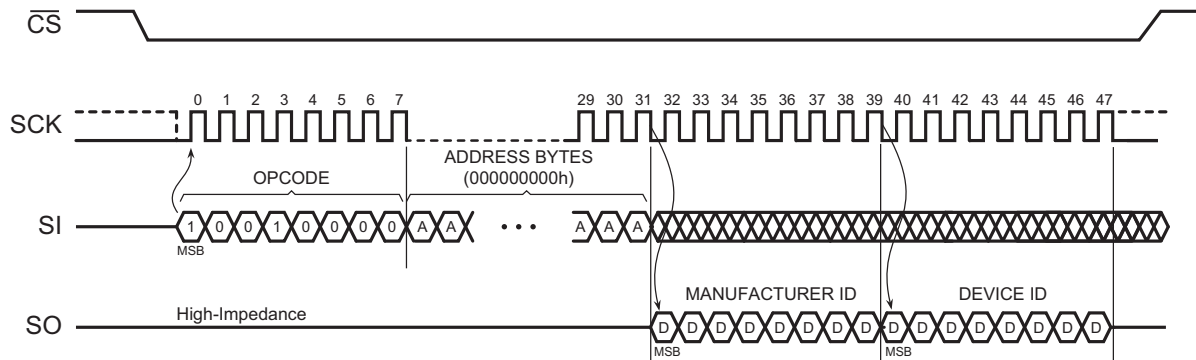 CS
0 1 2 3 4 5 6 7 29 30 31 32 33 34 35 36 37 38 39 40 41 42 43 44 45 46 47
SCK
ADDRESS BYTES
OPCODE (000000000h)
SI 1 0 0 1 0 0 0 0 A A • • • A A A
MSB
MANUFACTURER ID DEVICE ID
High-Impedance
SO D D D D D D D D D D D D D D D D
MSB MSB